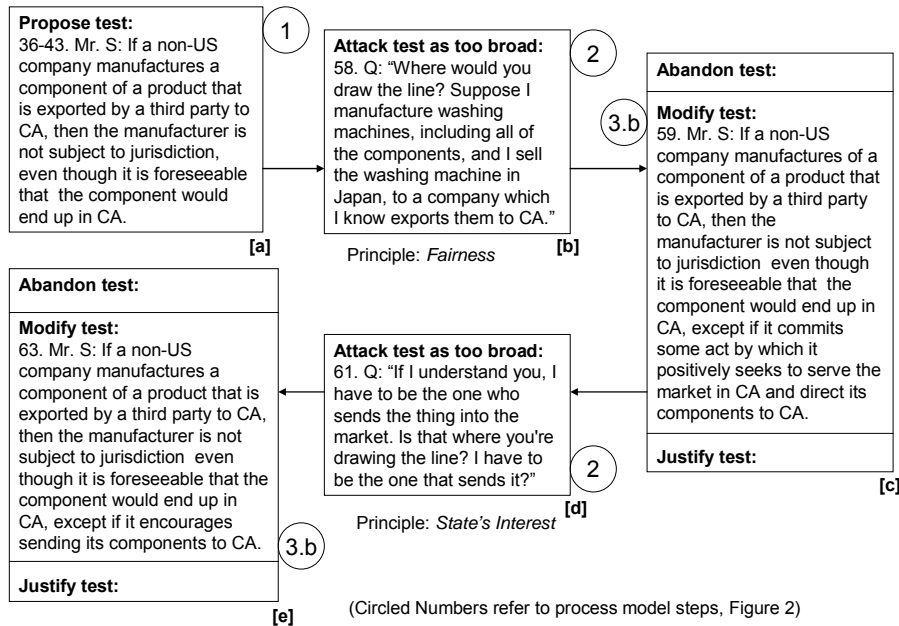 Propose test:
36-43. Mr. S: If a non-US
company manufactures a
component of a product that
is exported by a third party to
CA, then the manufacturer is
not subject to jurisdiction,
even though it is foreseeable
that the component would
end up in CA.
1
[a]
Attack test as too broad:
58. Q: “Where would you
draw the line? Suppose I
manufacture washing
machines, including all of
the components, and I sell
the washing machine in
Japan, to a company which
I know exports them to CA.”
2
[b]
Principle: Fairness
Abandon test:
3.b
Modify test:
59. Mr. S: If a non-US
company manufactures of a
component of a product that
is exported by a third party
to CA, then the
manufacturer is not subject
to jurisdiction even though
it is foreseeable that the
component would end up in
CA, except if it commits
some act by which it
positively seeks to serve the
market in CA and direct its
components to CA.
Justify test:
[c]
Attack test as too broad:
61. Q: “If I understand you, I
have to be the one who
sends the thing into the
market. Is that where you're
drawing the line? I have to
be the one that sends it?”
2
[d]
Principle: State’s Interest
Abandon test:
Modify test:
63. Mr. S: If a non-US
company manufactures a
component of a product that is
exported by a third party to CA,
then the manufacturer is not
subject to jurisdiction even
though it is foreseeable that the
component would end up in
CA, except if it encourages
sending its components to CA.
3.b
Justify test:
[e]
(Circled Numbers refer to process model steps, Figure 2)